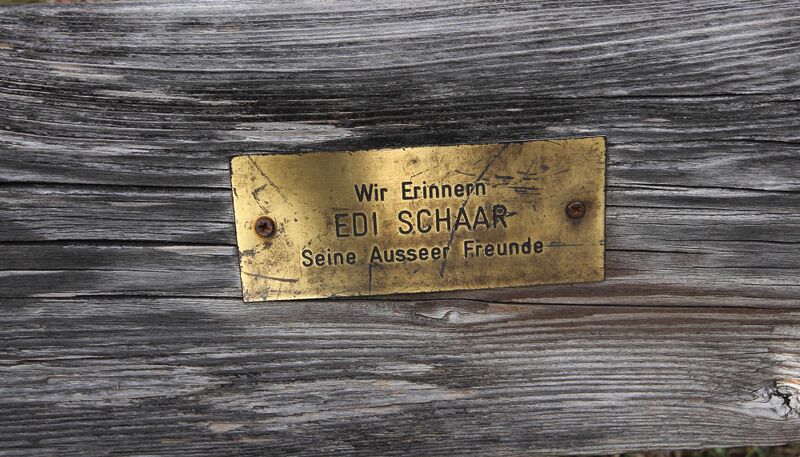 Wir Erinnern
EDI SCHAAR
Seine Ausseer Freunde